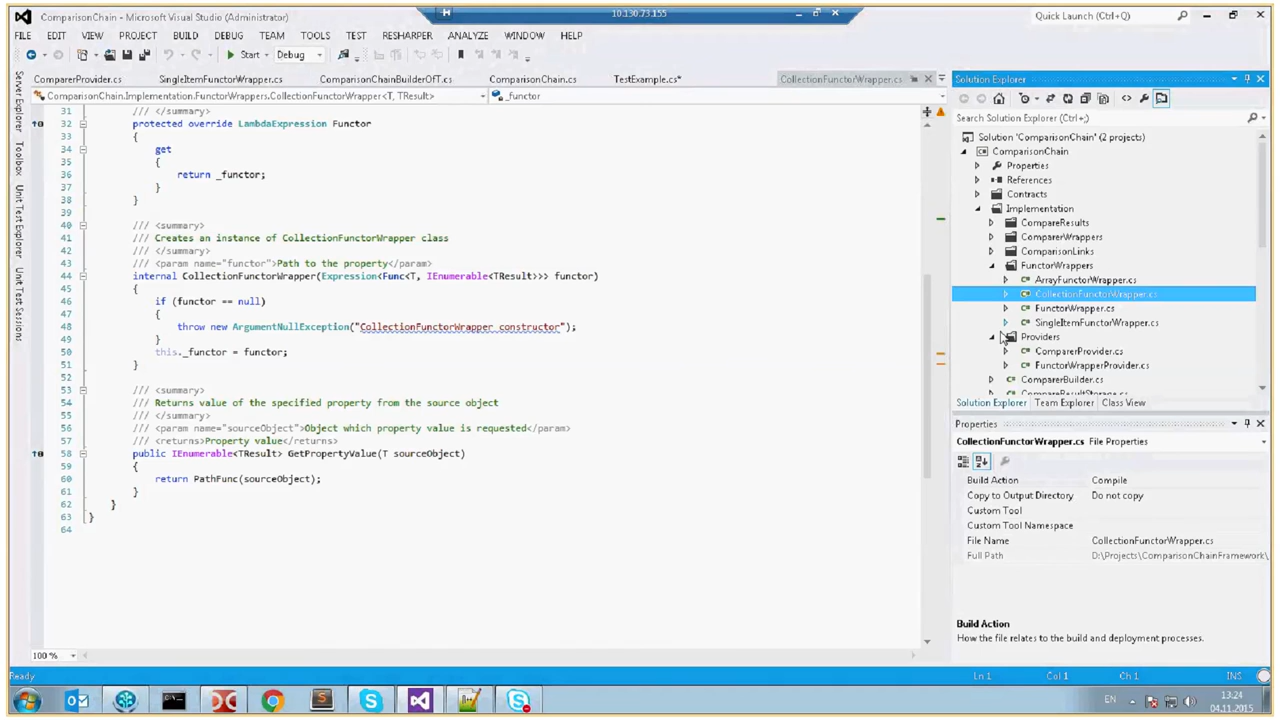 ComparisonChain - Microsoft Visual Studio (Administrator)
10.130.73.155
Quick Launch (Ctrl+Q)
FILE EDIT VIEW PROJECT BUILD DEBUG TEAM TOOLS TEST RESHARPER ANALYZE WINDOW HELP
Start Debug
ComparerProvider.cs SingleItemFunctorWrapper.cs ComparisonChainBuilderOfT.cs ComparisonChain.cs TestExample.cs* CollectionFunctorWrapper.cs
ComparisonChain.Implementation.FunctorWrappers.CollectionFunctorWrapper<T, TResult> _functor
Server Explorer
Toolbox
Unit Test Explorer
Unit Test Sessions
31 /// </summary>
32 protected override LambdaExpression Functor
33 {
34 get
35 {
36 return _functor;
37 }
38 }
39
40 /// <summary>
41 /// Creates an instance of CollectionFunctorWrapper class
42 /// </summary>
43 /// <param name="functor">Path to the property</param>
44 internal CollectionFunctorWrapper(Expression<Func<T, IEnumerable<TResult>>> functor)
45 {
46 if (functor == null)
47 {
48 throw new ArgumentNullException("CollectionFunctorWrapper constructor");
49 }
50 this._functor = functor;
51 }
52
53 /// <summary>
54 /// Returns value of the specified property from the source object
55 /// </summary>
56 /// <param name="sourceObject">Object which property value is requested</param>
57 /// <returns>Property value</returns>
58 public IEnumerable<TResult> GetPropertyValue(T sourceObject)
59 {
60 return PathFunc(sourceObject);
61 }
62 }
63 }
64
100 %
Solution Explorer
Search Solution Explorer (Ctrl+;)
Solution 'ComparisonChain' (2 projects)
ComparisonChain
Properties
References
Contracts
Implementation
CompareResults
ComparerWrappers
ComparisonLinks
FunctorWrappers
ArrayFunctorWrapper.cs
CollectionFunctorWrapper.cs
FunctorWrapper.cs
SingleItemFunctorWrapper.cs
Providers
ComparerProvider.cs
FunctorWrapperProvider.cs
ComparerBuilder.cs
CompareResultStorage.cs
Solution Explorer Team Explorer Class View
Properties
CollectionFunctorWrapper.cs File Properties
Build Action Compile
Copy to Output Directory Do not copy
Custom Tool
Custom Tool Namespace
File Name CollectionFunctorWrapper.cs
Full Path D:\Projects\ComparisonChainFramework\
Build Action
How the file relates to the build and deployment processes.
Ready Ln 1 Col 1 Ch 1 INS
EN 13:24
04.11.2015